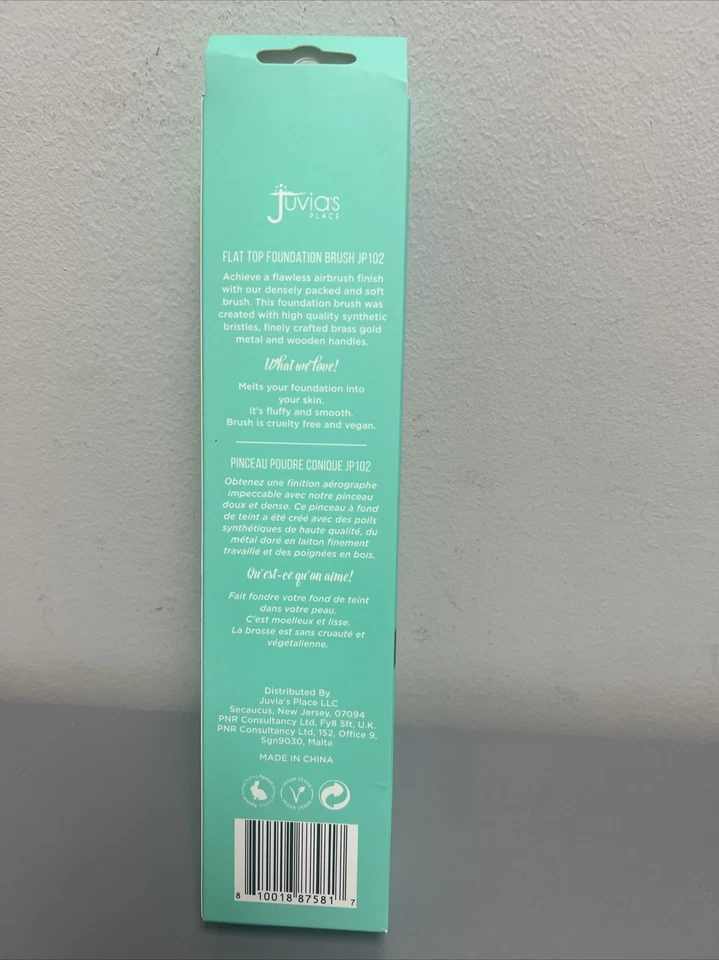 Juvia's
PLACE
FLAT TOP FOUNDATION BRUSH JP102
Achieve a flawless airbrush finish
with our densely packed and soft
brush. This foundation brush was
created with high quality synthetic
bristles, finely crafted brass gold
metal and wooden handles.
What we love!
Melts your foundation into
your skin.
It's fluffy and smooth.
Brush is cruelty free and vegan.
PINCEAU POUDRE CONIQUE JP102
Obtenez une finition aérographe
impeccable avec notre pinceau
doux et dense. Ce pinceau à fond
de teint a été créé avec des poils
synthétiques de haute qualité, du
métal doré en laiton finement
travaillé et des poignées en bois.
Qu'est-ce qu'on aime!
Fait fondre votre fond de teint
dans votre peau.
C'est moelleux et lisse.
La brosse est sans cruauté et
végétalienne.
Distributed By
Juvia's Place LLC
Secaucus, New Jersey, 07094
PNR Consultancy Ltd, Fy8 5ft, U.K.
PNR Consultancy Ltd, 152, Office 9,
Sgn9030, Malta
MADE IN CHINA
8 10018 87581 7